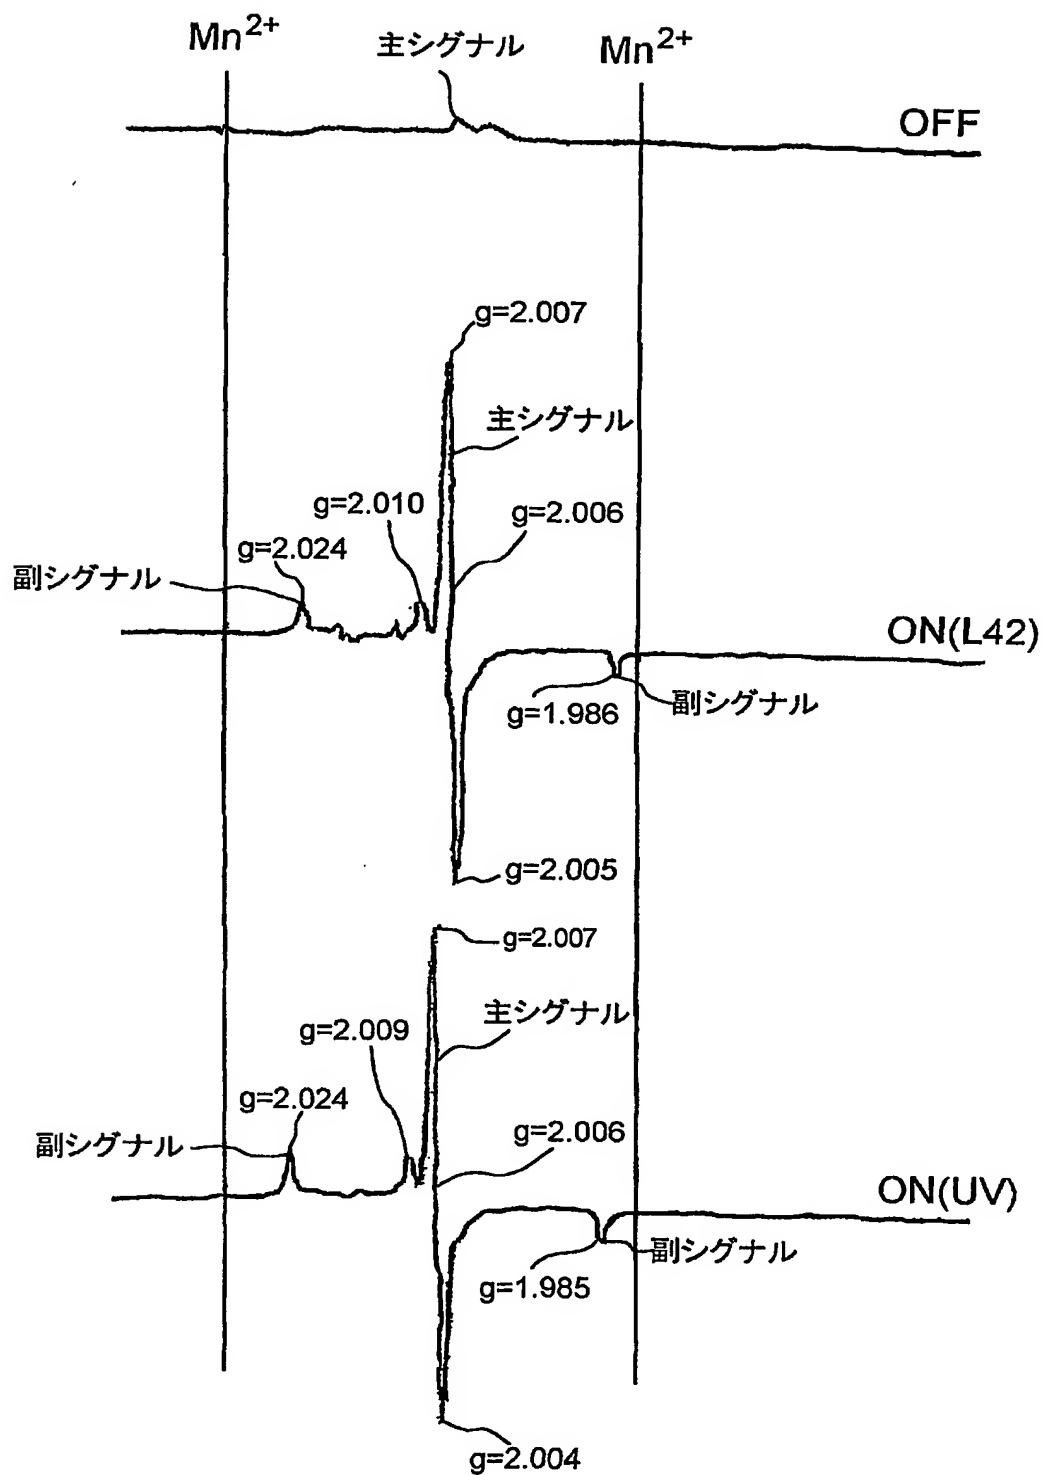 Mn2+
主シグナル
Mn2+
OFF
g=2.007
主シグナル
g=2.010
g=2.006
g=2.024
副シグナル
ON(L42)
g=1.986
副シグナル
g=2.005
g=2.007
主シグナル
g=2.009
g=2.024
g=2.006
副シグナル
ON(UV)
副シグナル
g=1.985
g=2.004